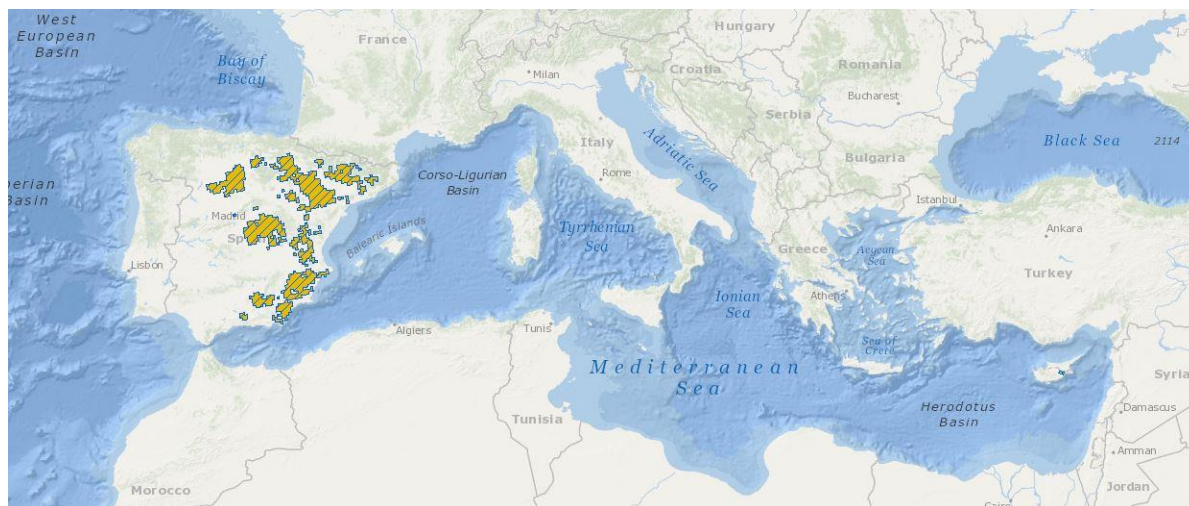 West
European
Basin
Bay of
Biscay
France
Milan
Hungary
Croatia
Romania
Bucharest
Serbia
Black Sea
2114
Bulgaria
Italy
Adriatic Sea
Corso-Ligurian
Basin
Rome
Istanbul
perian
Basin
Madrid
Balearic Islands
Tyrrhenian
Sea
Greece
Aegean
Sea
Ankara
Turkey
Lisbon
Ionian
Sea
Athens
Algiers
Tunis
Sea of
Crete
Mediterranean
Sea
Syria
Herodotus
Basin
Damascus
Tunisia
Amman
Morocco
Jordan